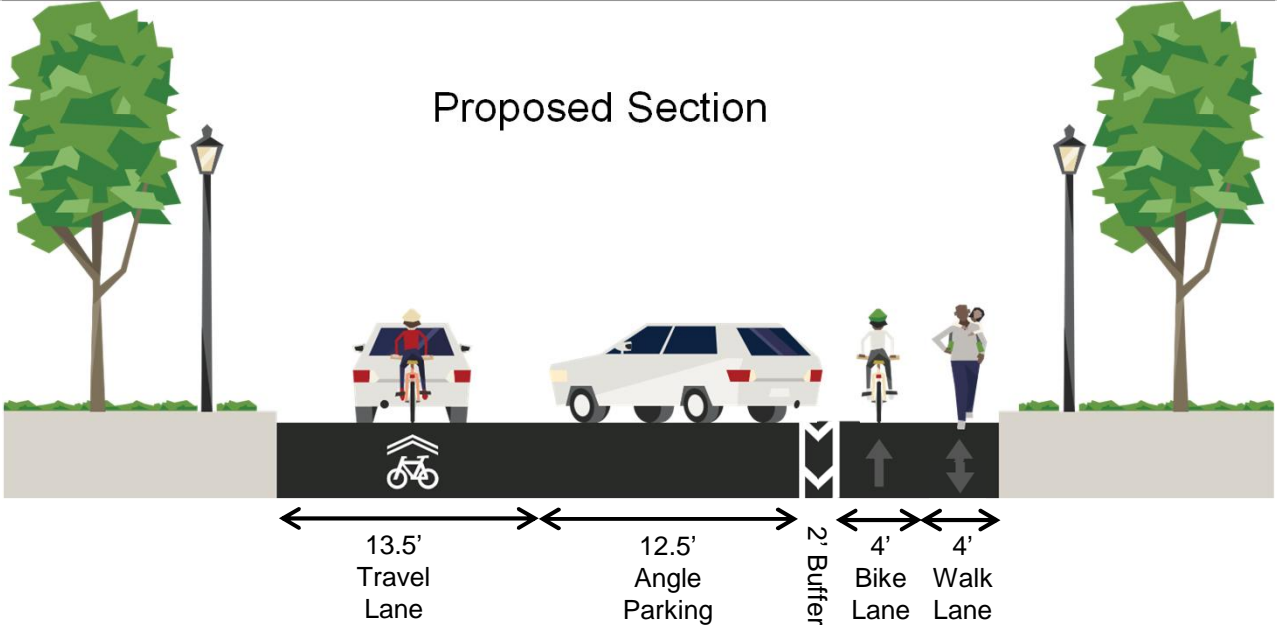 Proposed Section
13.5’
Travel
Lane
12.5’
Angle
Parking
2’ Buffer
4’
Bike
Lane
4’
Walk
Lane